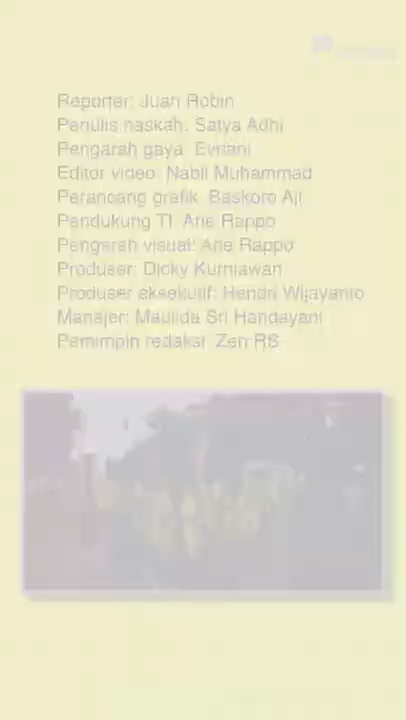 Reporter: Juan Robin
Penulis naskah: Satya Adhi
Pengarah gaya: Evriani
Editor video: Nabil Muhammad
Perancang grafik: Baskoro Aji
Pendukung TI: Arie Rappo
Pengarah visual: Arie Rappo
Produser: Dicky Kurniawan
Produser eksekutif: Hendri Wijayanto
Manajer: Maulida Sri Handayani
Pemimpin redaksi: Zen RS